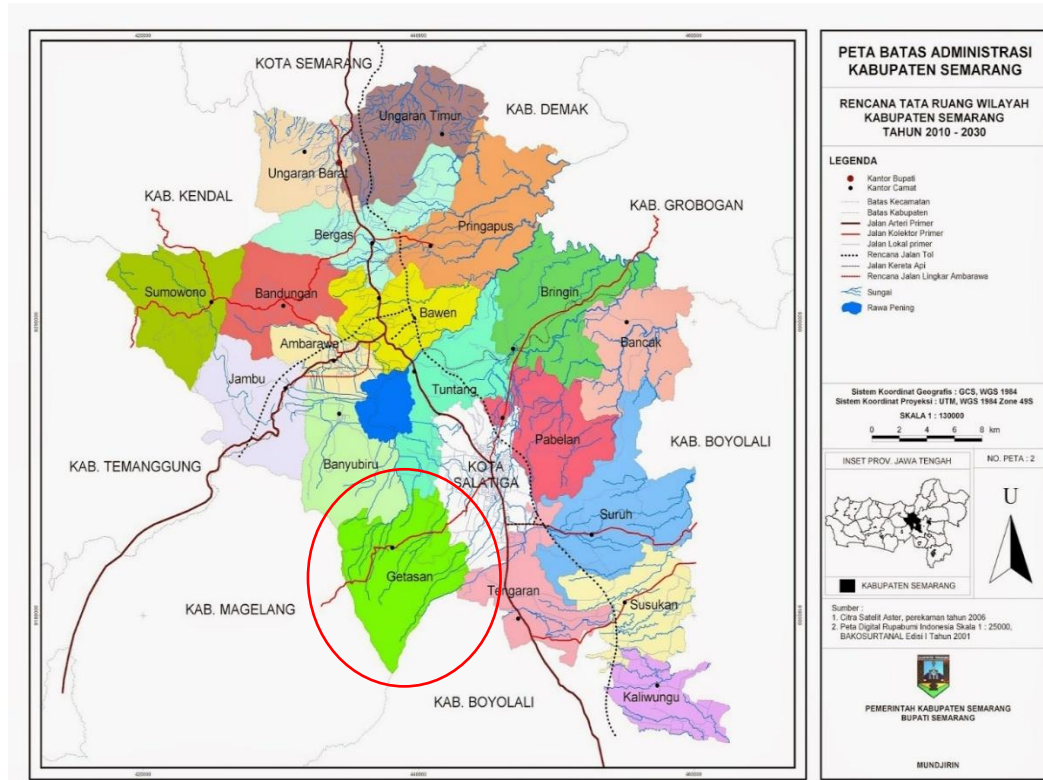 420000
440000
460000
KOTA SEMARANG
KAB. DEMAK
Ungaran Timur
Ungaran Barat
KAB. KENDAL
KAB. GROBOGAN
Pringapus
Bergas
Sumowono
Bandungan
Bringin
Bawen
Bancak
Ambarawa
Jambu
Tuntang
Pabelan
KAB. BOYOLALI
KAB. TEMANGGUNG
Banyubiru
KOTA
SALATIGA
Suruh
Getasan
Tengaran
Susukan
KAB. MAGELANG
KAB. BOYOLALI
Kaliwungu
420000
440000
460000
PETA BATAS ADMINISTRASI
KABUPATEN SEMARANG
RENCANA TATA RUANG WILAYAH
KABUPATEN SEMARANG
TAHUN 2010 - 2030
LEGENDA
Kantor Bupati
Kantor Camat
Batas Kecamatan
Batas Kabupaten
Jalan Arteri Primer
Jalan Kolektor Primer
Jalan Lokal primer
Rencana Jalan Tol
Jalan Kereta Api
Rencana Jalan Lingkar Ambarawa
Sungai
Rawa Pening
Sistem Koordinat Geografis : GCS, WGS 1984
Sistem Koordinat Proyeksi : UTM, WGS 1984 Zone 49S
SKALA 1 : 130000
0 2 4 6 8 km
INSET PROV. JAWA TENGAH
NO. PETA : 2
U
KABUPATEN SEMARANG
Sumber :
1. Citra Satelit Aster, perekaman tahun 2006
2. Peta Digital Rupabumi Indonesia Skala 1 : 25000,
BAKOSURTANAL Edisi I Tahun 2001
PEMERINTAH KABUPATEN SEMARANG
BUPATI SEMARANG
MUNDJIRIN